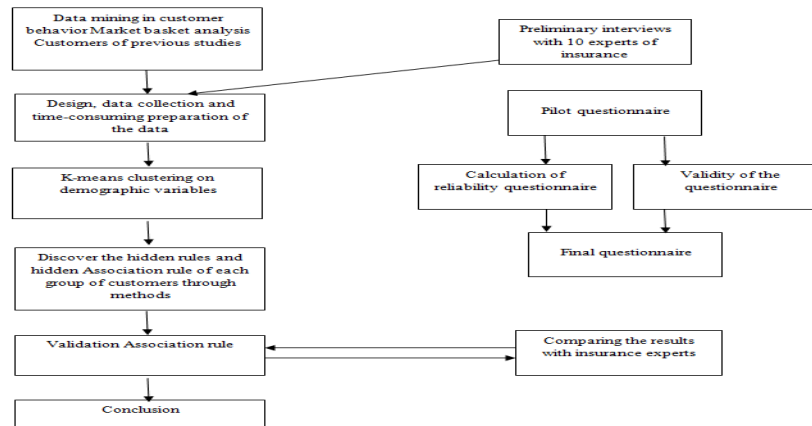 Data mining in customer
behavior Market basket analysis
Customers of previous studies
Preliminary interviews
with 10 experts of
insurance
Design, data collection and
time-consuming preparation of
the data
Pilot questionnaire
K-means clustering on
demographic variables
Calculation of
reliability questionnaire
Validity of the
questionnaire
Discover the hidden rules and
hidden Association rule of each
group of customers through
methods
Final questionnaire
Validation Association rule
Comparing the results
with insurance experts
Conclusion